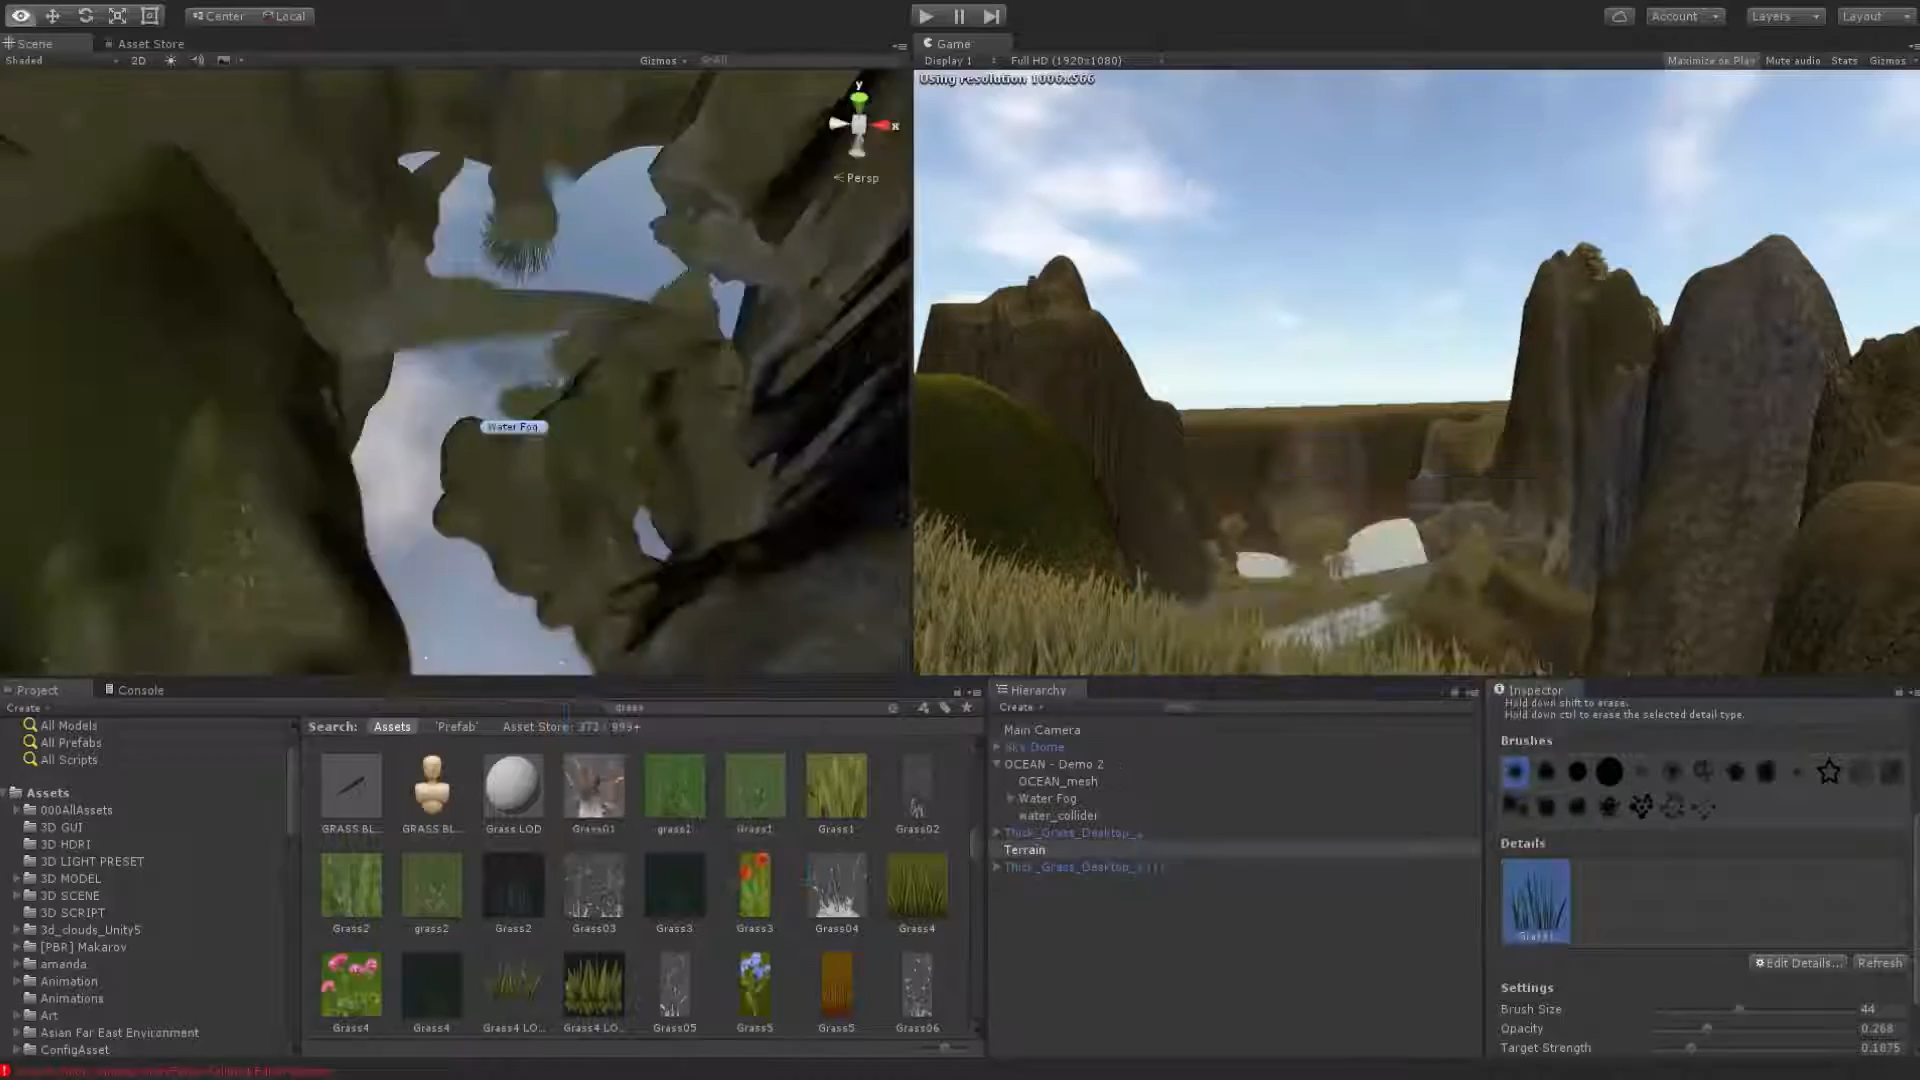 Center Local
Account Layers Layout
Scene Asset Store
Game
Shaded 2D Gizmos
Display 1 Full HD (1920x1080) Maximize on Play Mute audio Stats Gizmos
Using resolution 1006x566
y
x
Persp
Water Fog
Project Console
Create grass
All Models
All Prefabs
All Scripts
Assets
000AllAssets
3D GUI
3D HDRI
3D LIGHT PRESET
3D MODEL
3D SCENE
3D SCRIPT
3d_clouds_Unity5
[PBR] Makarov
amanda
Animation
Animations
Art
Asian Far East Environment
ConfigAsset
Search: Assets 'Prefab' Asset Store: 372 / 999+
GRASS BL... GRASS BL... Grass LOD Grass01 grass1 Grass1 Grass1 Grass02
Grass2 grass2 Grass2 Grass03 Grass3 Grass3 Grass04 Grass4
Grass4 Grass4 Grass4 LO... Grass4 LO... Grass05 Grass5 Grass5 Grass06
Hierarchy
Create
Main Camera
Sky Dome
OCEAN - Demo 2
OCEAN_mesh
Water Fog
water_collider
Thick_Grass_Desktop_
Terrain
Thick_Grass_Desktop_
Inspector
Hold down shift to erase.
Hold down ctrl to erase the selected detail type.
Brushes
Details
Edit Details... Refresh
Settings
Brush Size 44
Opacity 0.268
Target Strength 0.1875